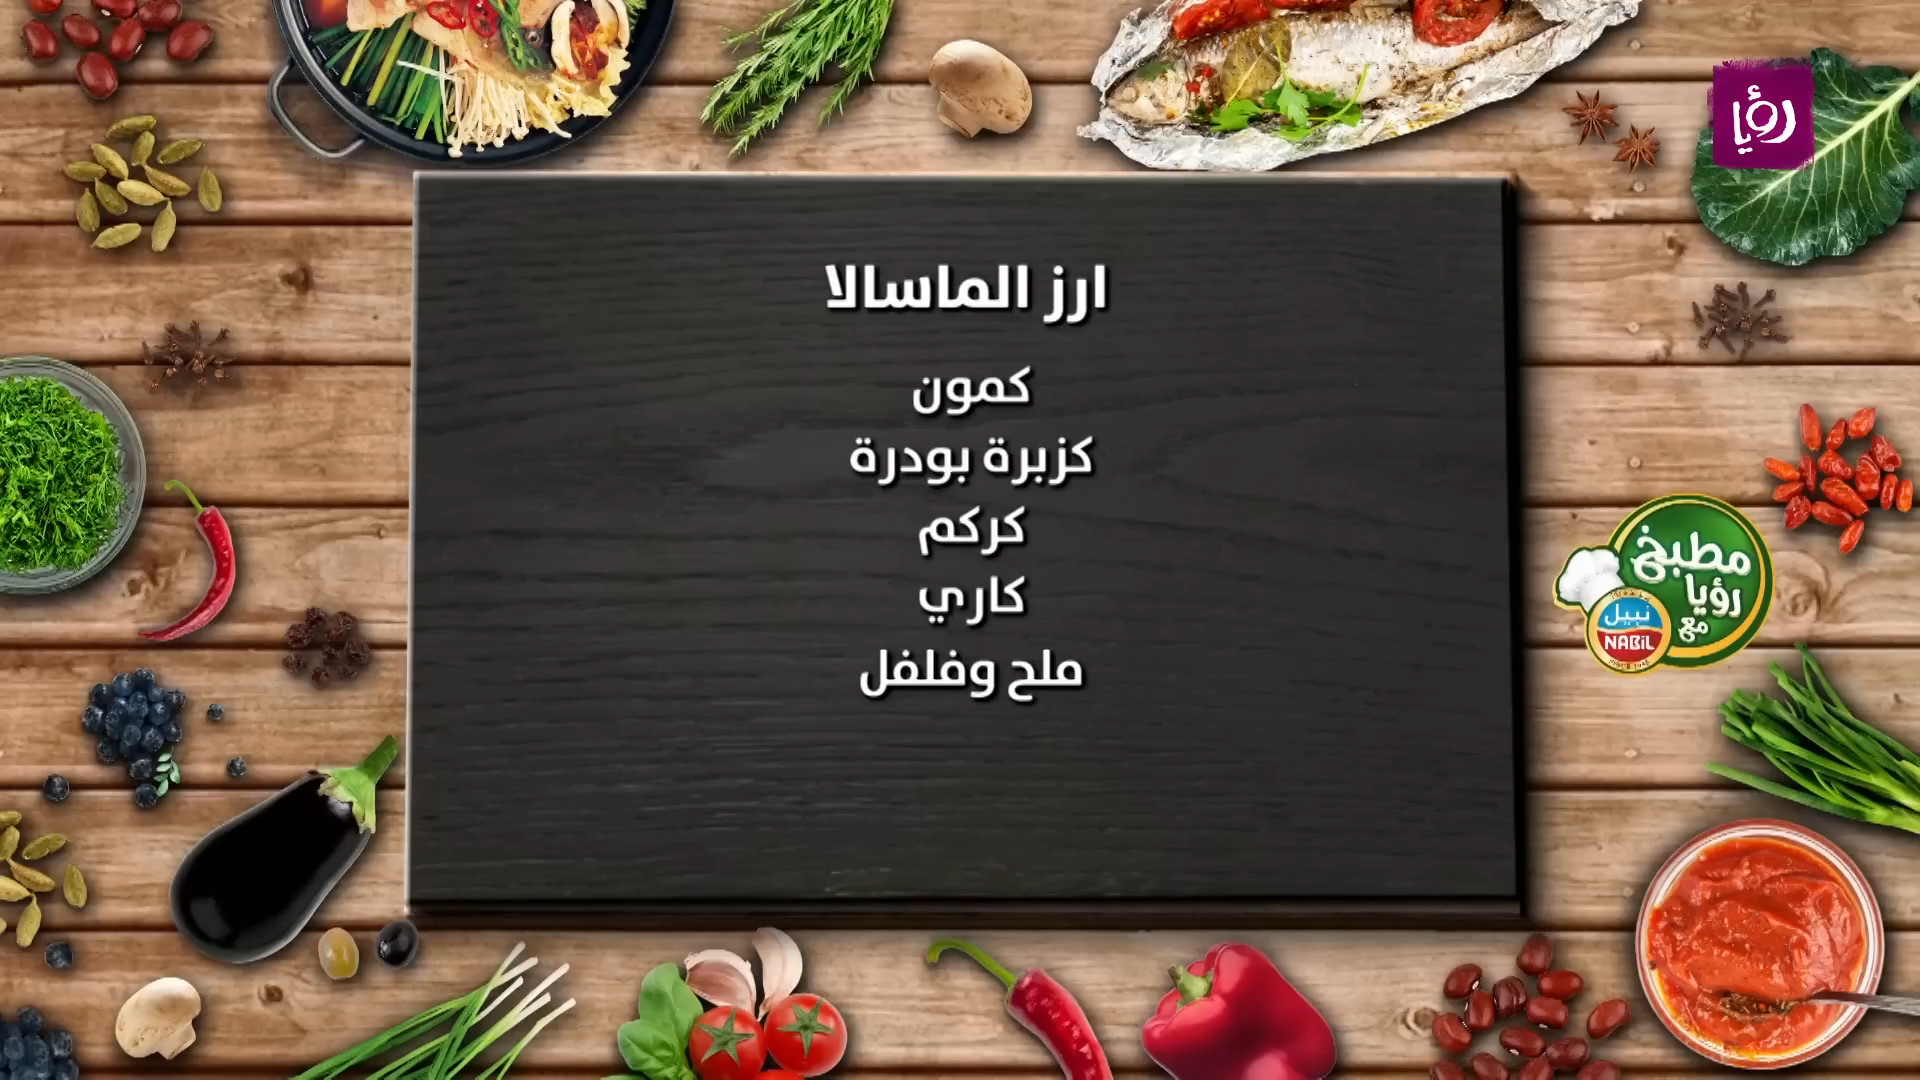 رؤيا
ارز الماسالا
كمون
كزبرة بودرة
كركم
كاري
ملح وفلفل
مطبخ
رؤيا
مع
نبيل
NABIL